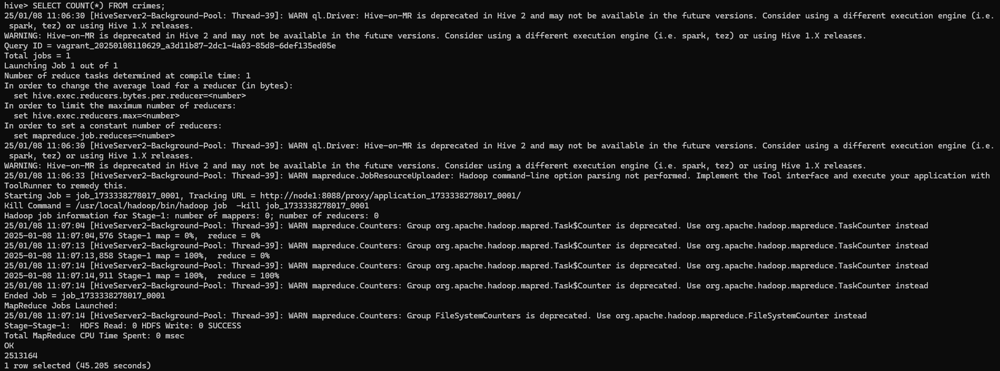 hive> SELECT COUNT(*) FROM crimes;
25/01/08 11:06:30 [HiveServer2-Background-Pool: Thread-39]: WARN ql.Driver: Hive-on-MR is deprecated in Hive 2 and may not be available in the future versions. Consider using a different execution engine (i.e.
 spark, tez) or using Hive 1.X releases.
WARNING: Hive-on-MR is deprecated in Hive 2 and may not be available in the future versions. Consider using a different execution engine (i.e. spark, tez) or using Hive 1.X releases.
Query ID = vagrant_20250108110629_a3d11b87-2dc1-4a03-85d8-6def135ed05e
Total jobs = 1
Launching Job 1 out of 1
Number of reduce tasks determined at compile time: 1
In order to change the average load for a reducer (in bytes):
  set hive.exec.reducers.bytes.per.reducer=<number>
In order to limit the maximum number of reducers:
  set hive.exec.reducers.max=<number>
In order to set a constant number of reducers:
  set mapreduce.job.reduces=<number>
25/01/08 11:06:30 [HiveServer2-Background-Pool: Thread-39]: WARN ql.Driver: Hive-on-MR is deprecated in Hive 2 and may not be available in the future versions. Consider using a different execution engine (i.e.
 spark, tez) or using Hive 1.X releases.
WARNING: Hive-on-MR is deprecated in Hive 2 and may not be available in the future versions. Consider using a different execution engine (i.e. spark, tez) or using Hive 1.X releases.
25/01/08 11:06:33 [HiveServer2-Background-Pool: Thread-39]: WARN mapreduce.JobResourceUploader: Hadoop command-line option parsing not performed. Implement the Tool interface and execute your application with
ToolRunner to remedy this.
Starting Job = job_1733338278017_0001, Tracking URL = http://node1:8088/proxy/application_1733338278017_0001/
Kill Command = /usr/local/hadoop/bin/hadoop job  -kill job_1733338278017_0001
Hadoop job information for Stage-1: number of mappers: 0; number of reducers: 0
25/01/08 11:07:04 [HiveServer2-Background-Pool: Thread-39]: WARN mapreduce.Counters: Group org.apache.hadoop.mapred.Task$Counter is deprecated. Use org.apache.hadoop.mapreduce.TaskCounter instead
2025-01-08 11:07:04,576 Stage-1 map = 0%,  reduce = 0%
25/01/08 11:07:13 [HiveServer2-Background-Pool: Thread-39]: WARN mapreduce.Counters: Group org.apache.hadoop.mapred.Task$Counter is deprecated. Use org.apache.hadoop.mapreduce.TaskCounter instead
2025-01-08 11:07:13,858 Stage-1 map = 100%,  reduce = 0%
25/01/08 11:07:14 [HiveServer2-Background-Pool: Thread-39]: WARN mapreduce.Counters: Group org.apache.hadoop.mapred.Task$Counter is deprecated. Use org.apache.hadoop.mapreduce.TaskCounter instead
2025-01-08 11:07:14,911 Stage-1 map = 100%,  reduce = 100%
25/01/08 11:07:14 [HiveServer2-Background-Pool: Thread-39]: WARN mapreduce.Counters: Group org.apache.hadoop.mapred.Task$Counter is deprecated. Use org.apache.hadoop.mapreduce.TaskCounter instead
Ended Job = job_1733338278017_0001
MapReduce Jobs Launched:
25/01/08 11:07:14 [HiveServer2-Background-Pool: Thread-39]: WARN mapreduce.Counters: Group FileSystemCounters is deprecated. Use org.apache.hadoop.mapreduce.FileSystemCounter instead
Stage-Stage-1:  HDFS Read: 0 HDFS Write: 0 SUCCESS
Total MapReduce CPU Time Spent: 0 msec
OK
2513164
1 row selected (45.205 seconds)